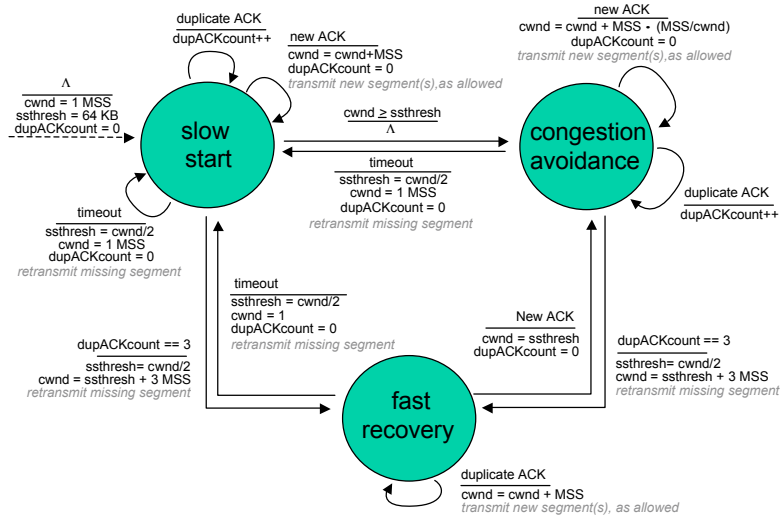 duplicate ACK
dupACKcount++
new ACK
cwnd = cwnd+MSS
dupACKcount = 0
transmit new segment(s),as allowed
new ACK
cwnd = cwnd + MSS - (MSS/cwnd)
dupACKcount = 0
transmit new segment(s),as allowed
Λ
cwnd = 1 MSS
ssthresh = 64 KB
dupACKcount = 0
slow
start
cwnd ≥ ssthresh
Λ
congestion
avoidance
timeout
ssthresh = cwnd/2
cwnd = 1 MSS
dupACKcount = 0
retransmit missing segment
timeout
ssthresh = cwnd/2
cwnd = 1 MSS
dupACKcount = 0
retransmit missing segment
duplicate ACK
dupACKcount++
timeout
ssthresh = cwnd/2
cwnd = 1
dupACKcount = 0
retransmit missing segment
New ACK
cwnd = ssthresh
dupACKcount = 0
dupACKcount == 3
ssthresh= cwnd/2
cwnd = ssthresh + 3 MSS
retransmit missing segment
dupACKcount == 3
ssthresh= cwnd/2
cwnd = ssthresh + 3 MSS
retransmit missing segment
fast
recovery
duplicate ACK
cwnd = cwnd + MSS
transmit new segment(s), as allowed